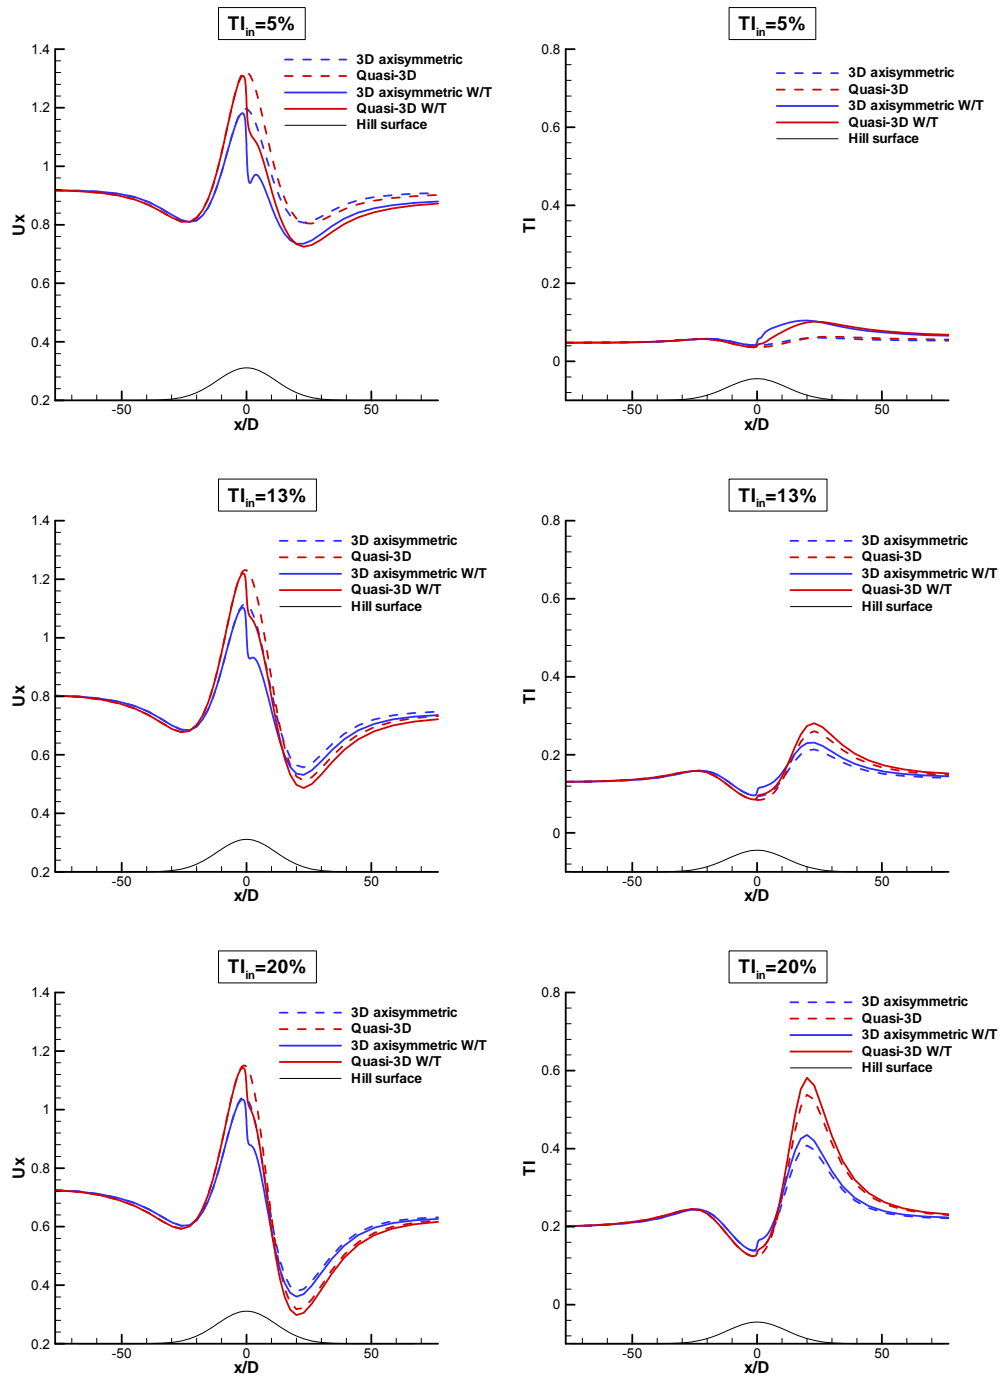 TIin=5%
1.4
1.2
1
0.8
0.6
0.4
0.2
Ux
-50
0
50
x/D
3D axisymmetric
Quasi-3D
3D axisymmetric W/T
Quasi-3D W/T
Hill surface
TIin=5%
0.8
0.6
0.4
0.2
0
TI
-50
0
50
x/D
3D axisymmetric
Quasi-3D
3D axisymmetric W/T
Quasi-3D W/T
Hill surface
TIin=13%
1.4
1.2
1
0.8
0.6
0.4
0.2
Ux
-50
0
50
x/D
3D axisymmetric
Quasi-3D
3D axisymmetric W/T
Quasi-3D W/T
Hill surface
TIin=13%
0.8
0.6
0.4
0.2
0
TI
-50
0
50
x/D
3D axisymmetric
Quasi-3D
3D axisymmetric W/T
Quasi-3D W/T
Hill surface
TIin=20%
1.4
1.2
1
0.8
0.6
0.4
0.2
Ux
-50
0
50
x/D
3D axisymmetric
Quasi-3D
3D axisymmetric W/T
Quasi-3D W/T
Hill surface
TIin=20%
0.8
0.6
0.4
0.2
0
TI
-50
0
50
x/D
3D axisymmetric
Quasi-3D
3D axisymmetric W/T
Quasi-3D W/T
Hill surface